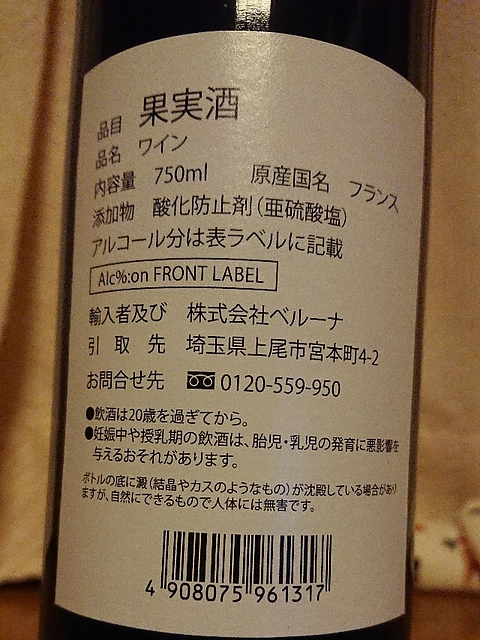 品目 果実酒
品名 ワイン
内容量 750ml 原産国名 フランス
添加物 酸化防止剤(亜硫酸塩)
アルコール分は表ラベルに記載
Alc%:on FRONT LABEL
輸入者及び 株式会社ベルーナ
引取先 埼玉県上尾市宮本町4-2
お問合せ先 0120-559-950
●飲酒は20歳を過ぎてから。
●妊娠中や授乳期の飲酒は、胎児・乳児の発育に悪影響を
与えるおそれがあります。
ボトルの底に澱(結晶やカスのようなもの)が沈殿している場合があり
ますが、自然にできるもので人体には無害です。
4 908075 961317